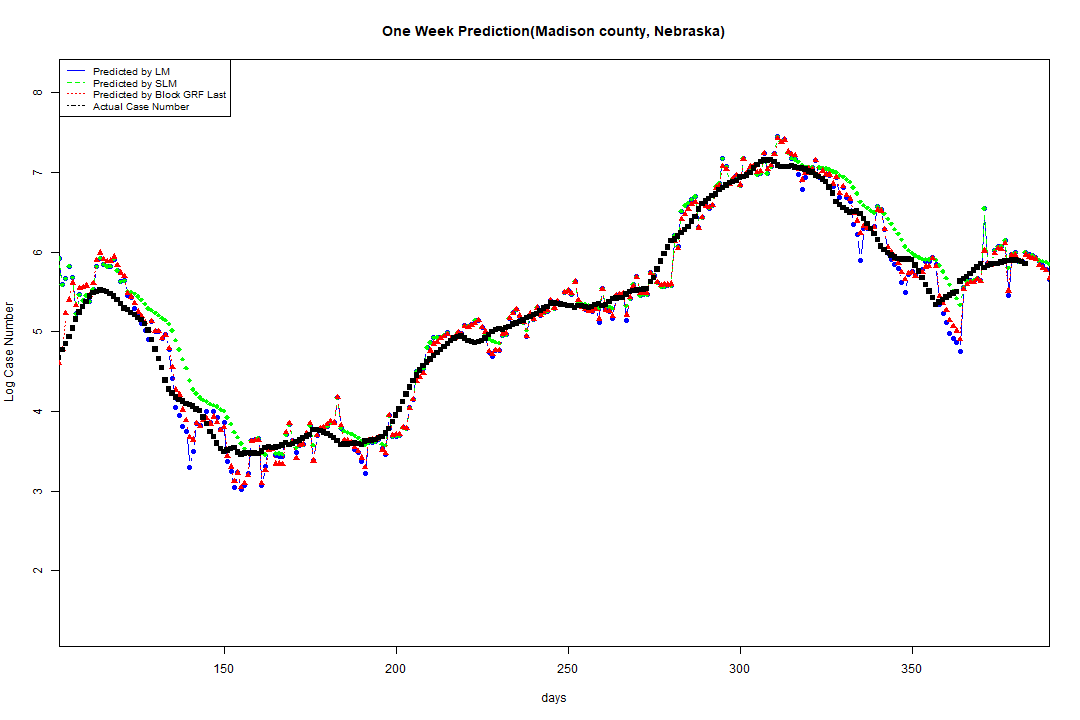 One Week Prediction(Madison county, Nebraska)
Predicted by LM
Predicted by SLM
Predicted by Block GRF Last
Actual Case Number
8
7
6
5
4
3
2
Log Case Number
150
200
250
300
350
days